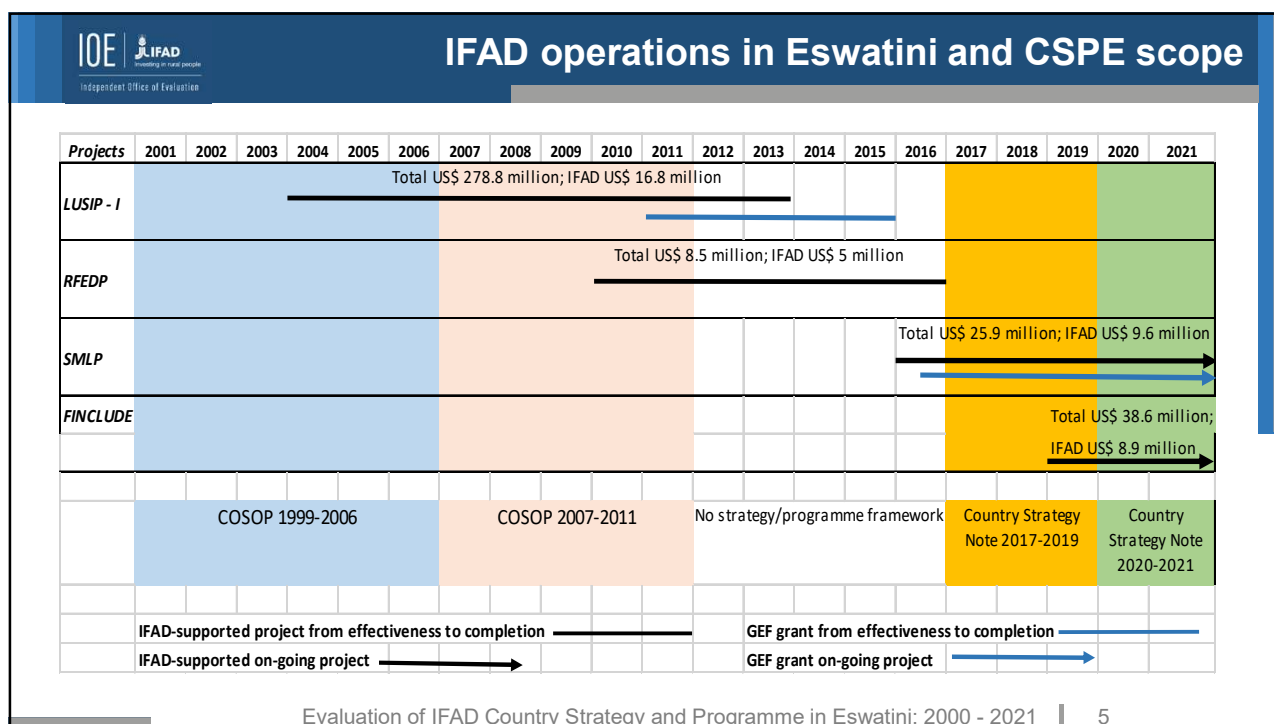 IOE JLIFAD
Investing in rural people
Independent Office of Evaluation
IFAD operations in Eswatini and CSPE scope
Projects 2001 2002 2003 2004 2005 2006 2007 2008 2009 2010 2011 2012 2013 2014 2015 2016 2017 2018 2019 2020 2021
Total US$ 278.8 million; IFAD US$ 16.8 million
LUSIP - I
Total US$ 8.5 million; IFAD US$ 5 million
RFEDP
Total US$ 25.9 million; IFAD US$ 9.6 million
SMLP
FINCLUDE Total US$ 38.6 million;
IFAD US$ 8.9 million
COSOP 1999-2006 COSOP 2007-2011 No strategy/programme framework Country Strategy Country
Note 2017-2019 Strategy Note
2020-2021
IFAD-supported project from effectiveness to completion GEF grant from effectiveness to completion
IFAD-supported on-going project GEF grant on-going project
Evaluation of IFAD Country Strategy and Programme in Eswatini: 2000 - 2021 5